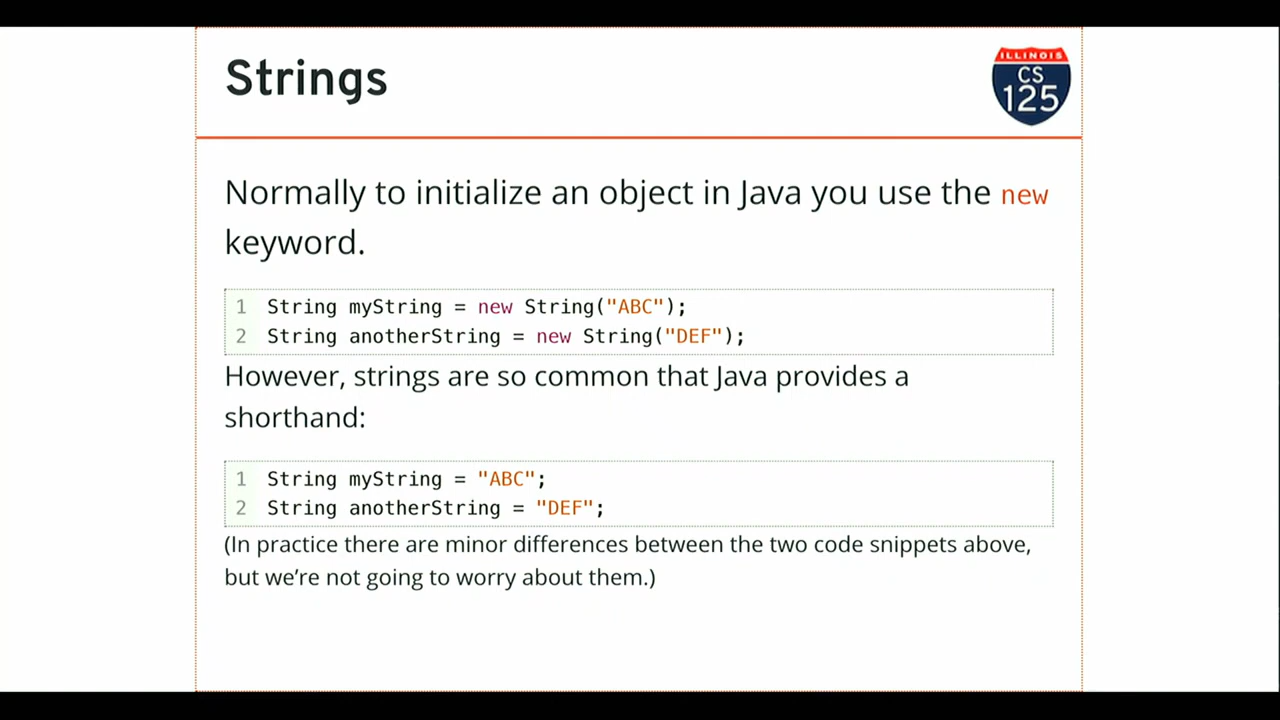 Strings
ILLINOIS
CS
125
Normally to initialize an object in Java you use the new
keyword.
1 String myString = new String("ABC");
2 String anotherString = new String("DEF");
However, strings are so common that Java provides a
shorthand:
1 String myString = "ABC";
2 String anotherString = "DEF";
(In practice there are minor differences between the two code snippets above,
but we’re not going to worry about them.)